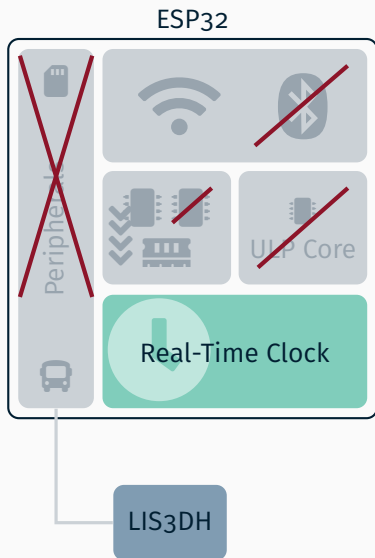 ESP32
Peripherals
ULP Core
Real-Time Clock
LIS3DH